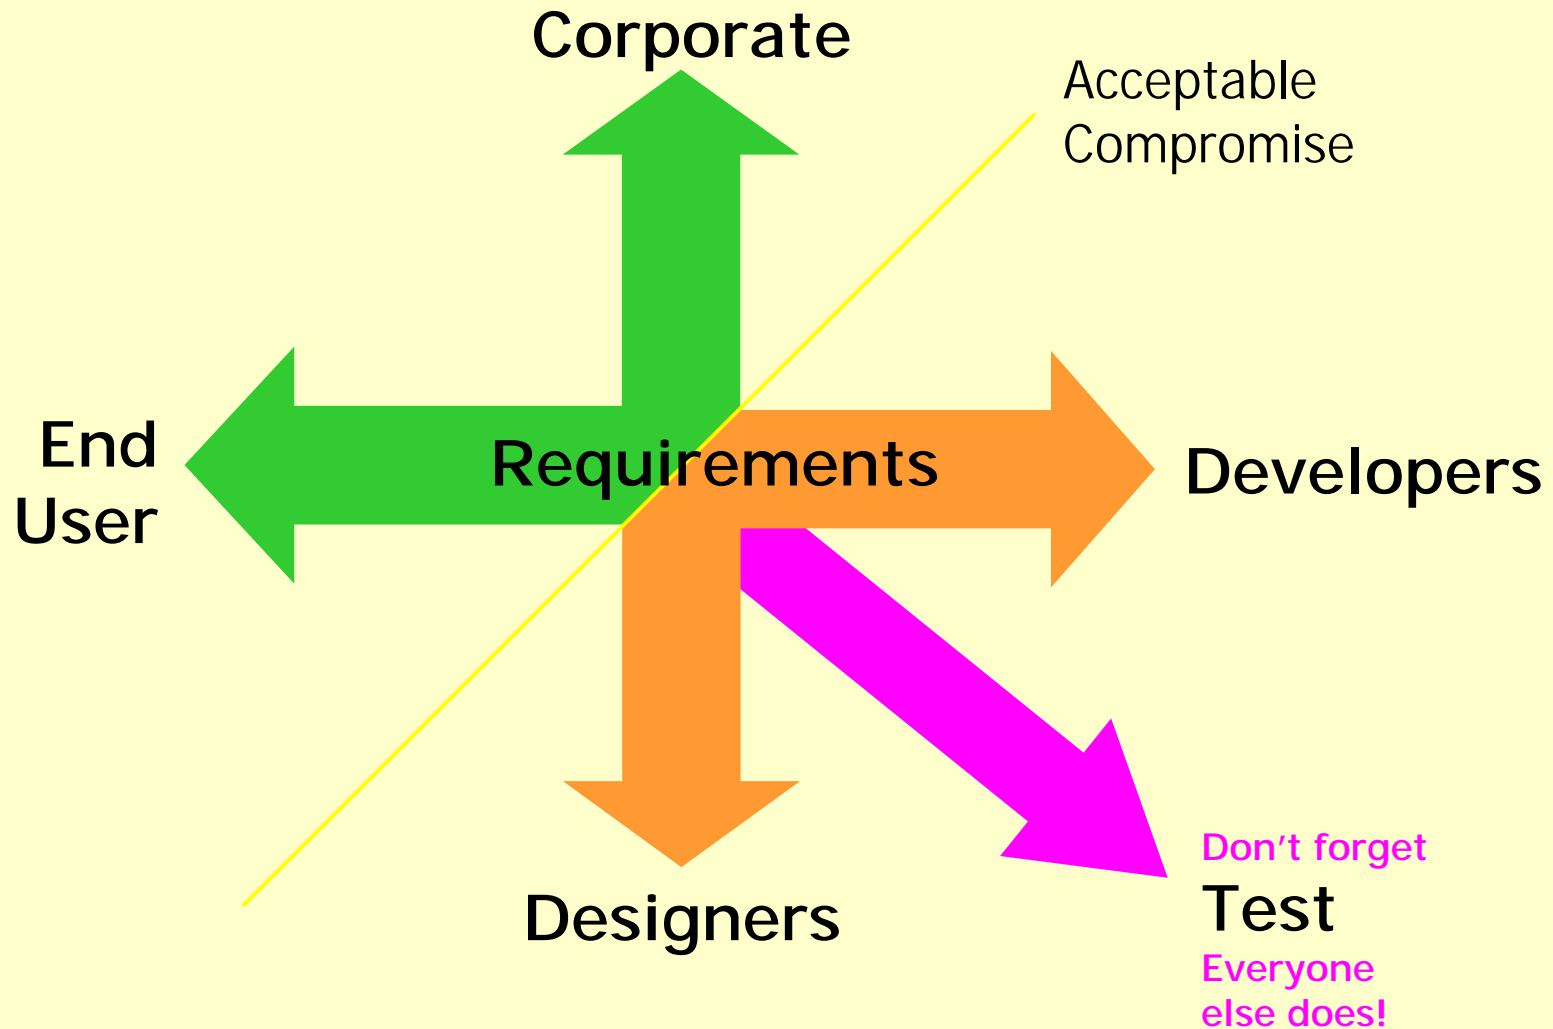 Corporate
Acceptable
Compromise
End
User
Requirements
Developers
Designers
Don't forget
Test
Everyone
else does!